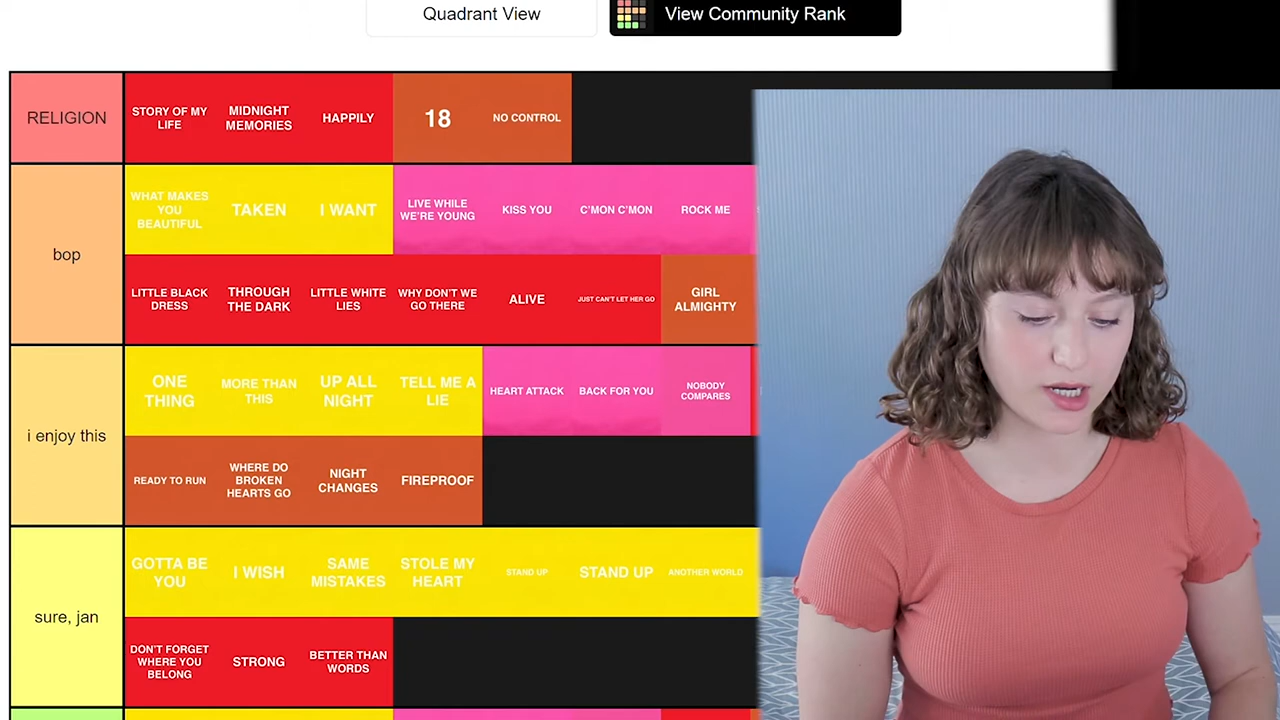 Quadrant View
View Community Rank
RELIGION
STORY OF MY
LIFE
MIDNIGHT
MEMORIES
HAPPILY
18
NO CONTROL
bop
WHAT MAKES
YOU
BEAUTIFUL
TAKEN
I WANT
LIVE WHILE
WE'RE YOUNG
KISS YOU
C'MON C'MON
ROCK ME
LITTLE BLACK
DRESS
THROUGH
THE DARK
LITTLE WHITE
LIES
WHY DON'T WE
GO THERE
ALIVE
JUST CAN'T LET HER GO
GIRL
ALMIGHTY
i enjoy this
ONE
THING
MORE THAN
THIS
UP ALL
NIGHT
TELL ME A
LIE
HEART ATTACK
BACK FOR YOU
NOBODY
COMPARES
READY TO RUN
WHERE DO
BROKEN
HEARTS GO
NIGHT
CHANGES
FIREPROOF
sure, jan
GOTTA BE
YOU
I WISH
SAME
MISTAKES
STOLE MY
HEART
STAND UP
STAND UP
ANOTHER WORLD
DON'T FORGET
WHERE YOU
BELONG
STRONG
BETTER THAN
WORDS